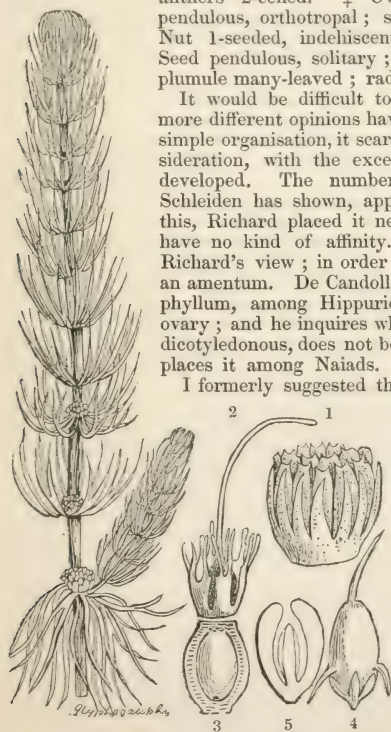 anthers 2-celled. ♀ Ov
pendulous, orthotropal ; s
Nut 1-seeded, indehiscen
Seed pendulous, solitary ;
plumule many-leaved ; rad
It would be difficult to
more different opinions hav
simple organisation, it scar
sideration, with the excep
developed. The number
Schleiden has shown, app
this, Richard placed it ne
have no kind of affinity.
Richard's view ; in order
an amentum. De Candoll
phyllum, among Hippuric
ovary ; and he inquires wh
dicotyledonous, does not be
places it among Naiads.
I formerly suggested th
2 1
3 5 4